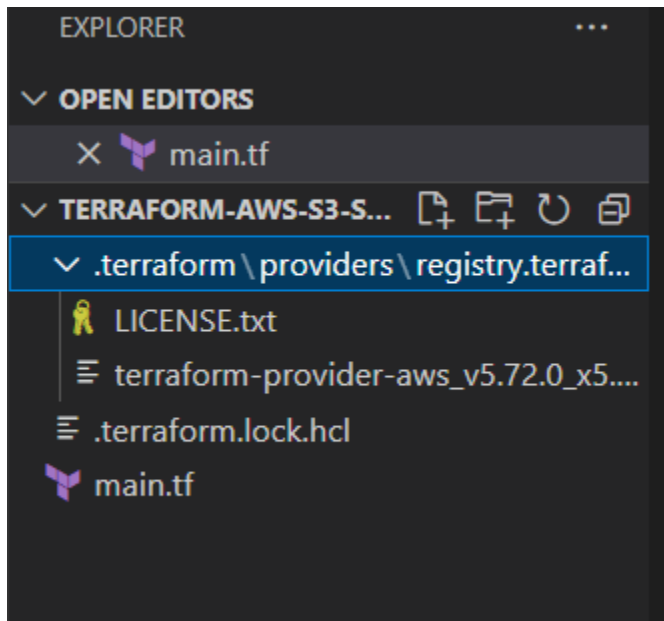 EXPLORER ...
OPEN EDITORS
main.tf
TERRAFORM-AWS-S3-S...
.terraform\providers\registry.terraf...
LICENSE.txt
terraform-provider-aws_v5.72.0_x5....
.terraform.lock.hcl
main.tf